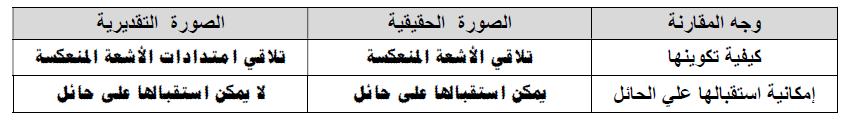 وجه المقارنة الصورة الحقيقية الصورة التقديرية
كيفية تكوينها تلاقي الأشعة المنعكسة تلاقي امتدادات الأشعة المنعكسة
إمكانية استقبالها علي الحائل يمكن استقبالها على حائل لا يمكن استقبالها على حائل